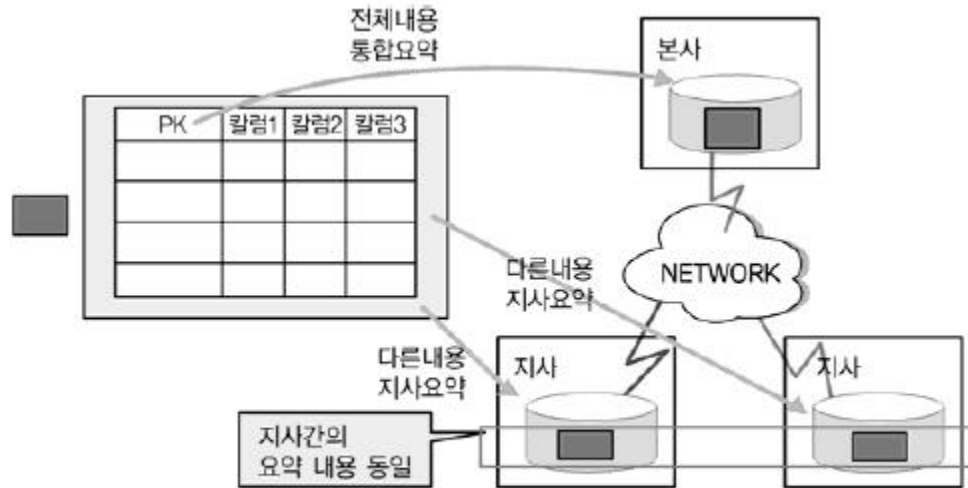 전체내용
통합요약
본사
PK 칼럼1 칼럼2 칼럼3
NETWORK
다른내용
지사요약
다른내용
지사요약
지사
지사
지사간의
요약 내용 동일